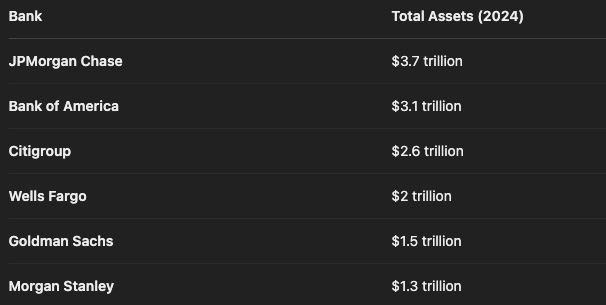 Bank Total Assets (2024)
JPMorgan Chase $3.7 trillion
Bank of America $3.1 trillion
Citigroup $2.6 trillion
Wells Fargo $2 trillion
Goldman Sachs $1.5 trillion
Morgan Stanley $1.3 trillion